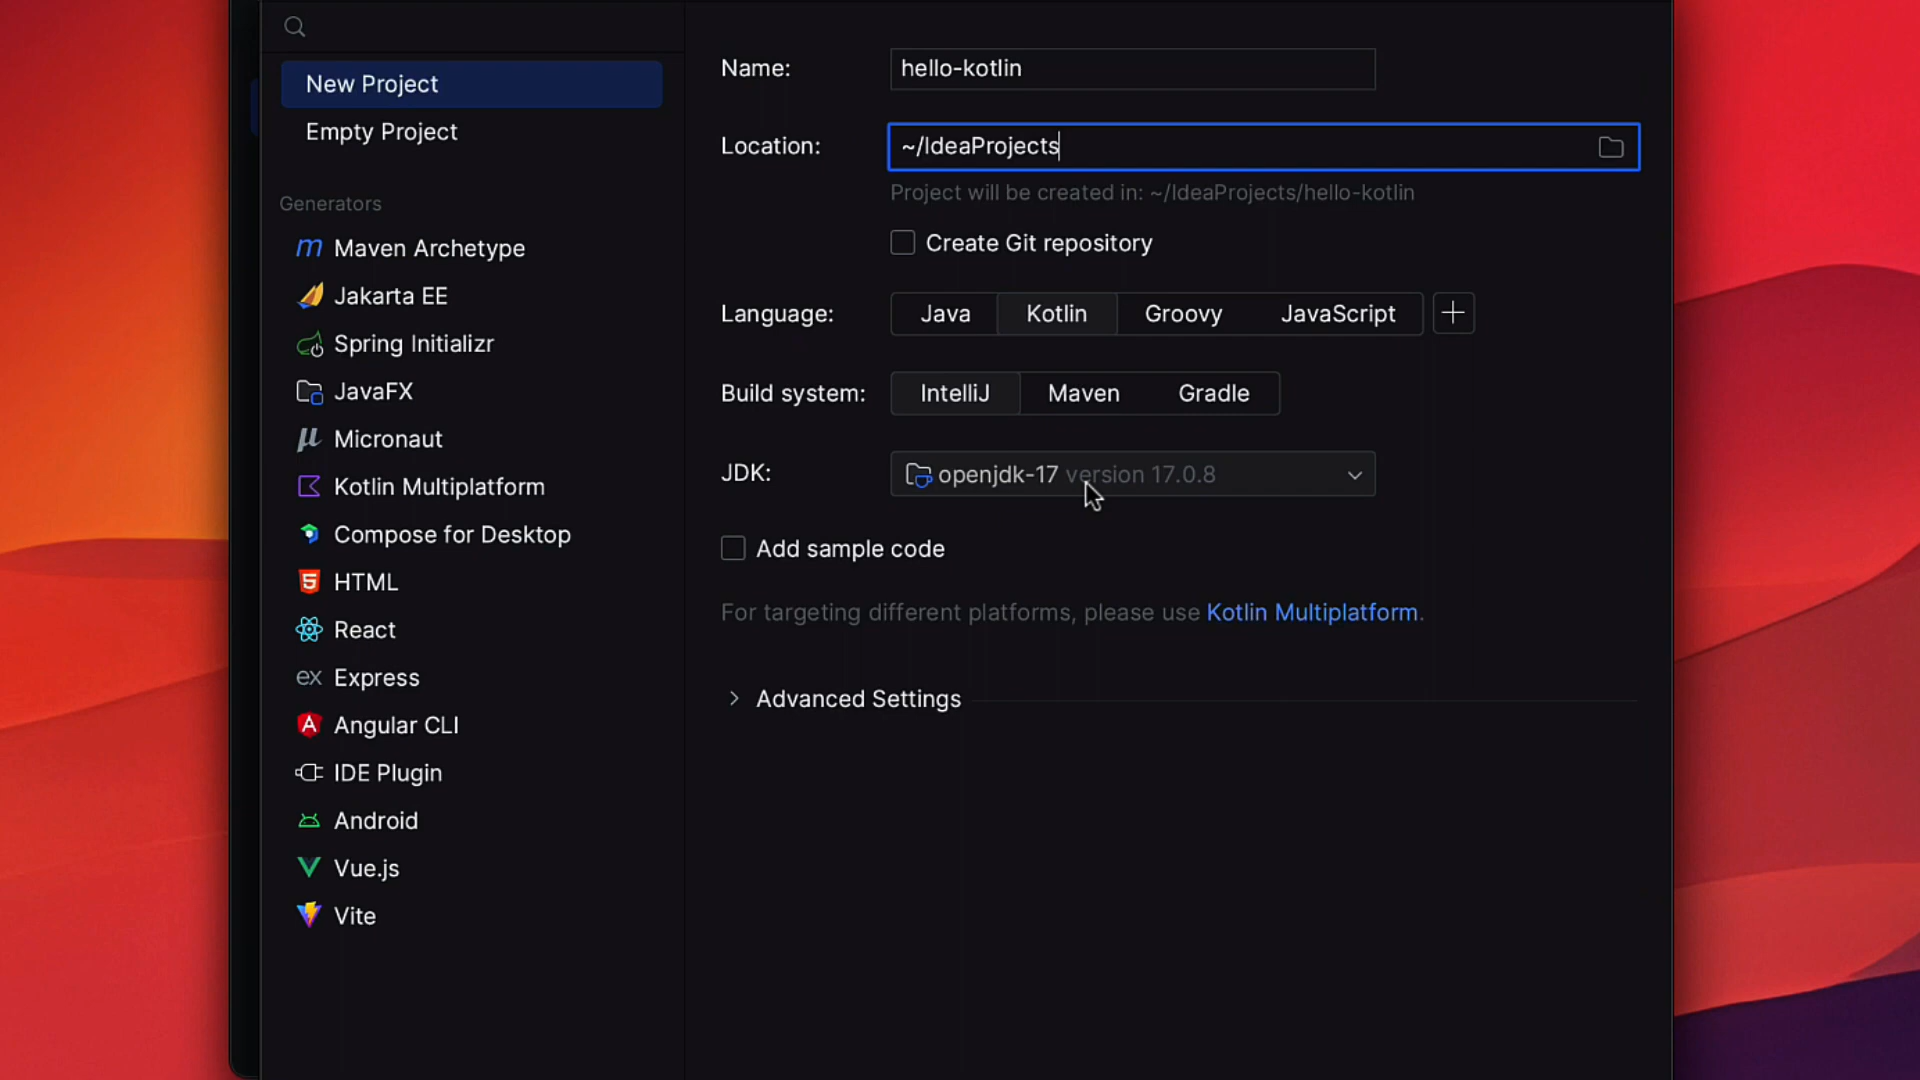 New Project
Empty Project
Generators
Maven Archetype
Jakarta EE
Spring Initializr
JavaFX
Micronaut
Kotlin Multiplatform
Compose for Desktop
HTML
React
ex Express
Angular CLI
IDE Plugin
Android
Vue.js
Vite
Name: hello-kotlin
Location: ~/IdeaProjects
Project will be created in: ~/IdeaProjects/hello-kotlin
Create Git repository
Language: Java Kotlin Groovy JavaScript
Build system: IntelliJ Maven Gradle
JDK: openjdk-17 version 17.0.8
Add sample code
For targeting different platforms, please use Kotlin Multiplatform.
Advanced Settings